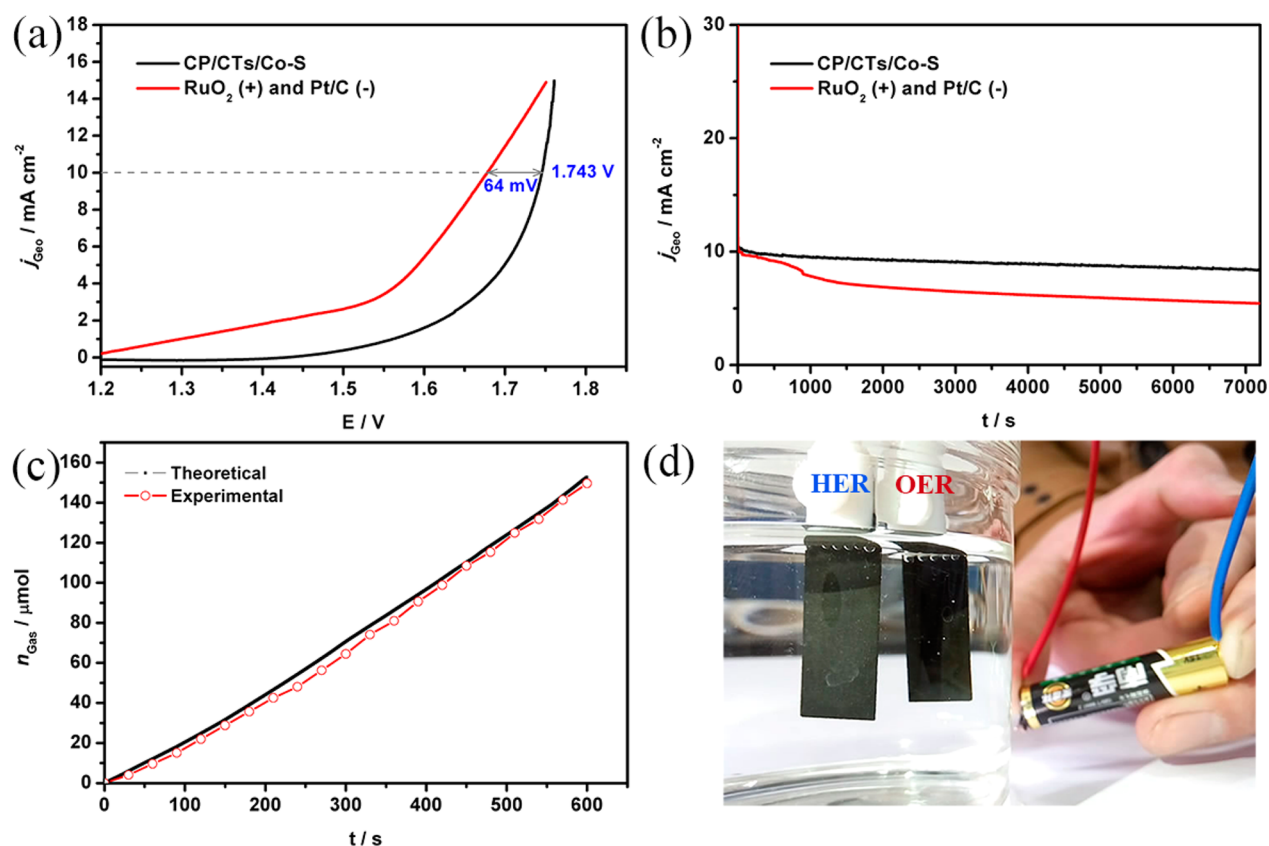 (a)
18
16
14
12
10
8
6
4
2
0
j_Geo / mA cm⁻²
CP/CTs/Co-S
RuO₂ (+) and Pt/C (-)
64 mV
1.743 V
1.2 1.3 1.4 1.5 1.6 1.7 1.8
E / V
(b)
30
20
10
0
j_Geo / mA cm⁻²
CP/CTs/Co-S
RuO₂ (+) and Pt/C (-)
0 1000 2000 3000 4000 5000 6000 7000
t / s
(c)
160
140
120
100
80
60
40
20
0
n_Gas / μmol
Theoretical
Experimental
0 100 200 300 400 500 600
t / s
(d)
HER OER